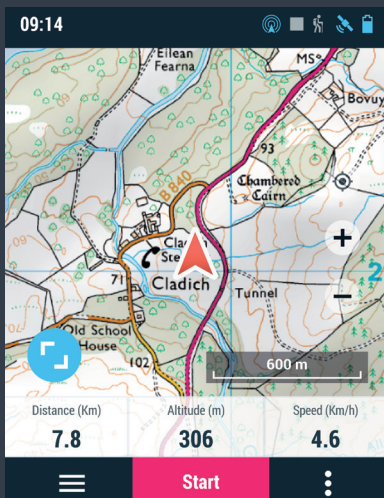 09:14
Eilean
Fearna
MS
Bovuy
93
B840
Chambered
Cairn
+
Cladich
71
Tunnel
2
−
Old School
House
102
600 m
Distance (Km)
Altitude (m)
Speed (Km/h)
7.8
306
4.6
Start